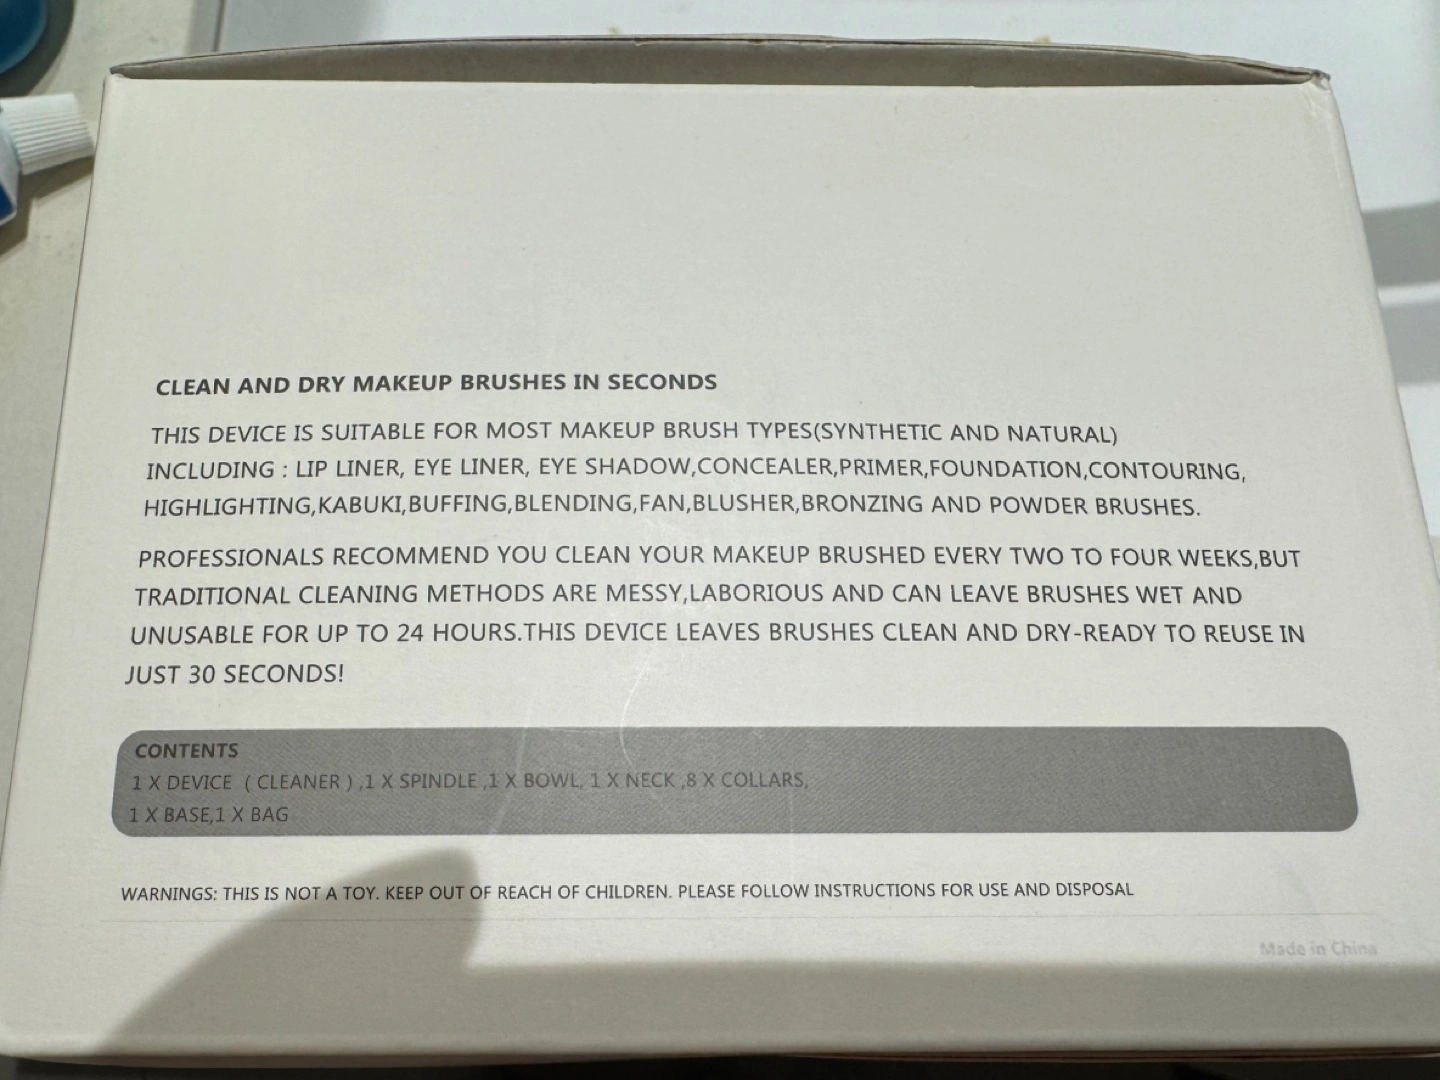 CLEAN AND DRY MAKEUP BRUSHES IN SECONDS
THIS DEVICE IS SUITABLE FOR MOST MAKEUP BRUSH TYPES(SYNTHETIC AND NATURAL)
INCLUDING : LIP LINER, EYE LINER, EYE SHADOW,CONCEALER,PRIMER,FOUNDATION,CONTOURING,
HIGHLIGHTING,KABUKI,BUFFING,BLENDING,FAN,BLUSHER,BRONZING AND POWDER BRUSHES.
PROFESSIONALS RECOMMEND YOU CLEAN YOUR MAKEUP BRUSHED EVERY TWO TO FOUR WEEKS,BUT
TRADITIONAL CLEANING METHODS ARE MESSY,LABORIOUS AND CAN LEAVE BRUSHES WET AND
UNUSABLE FOR UP TO 24 HOURS.THIS DEVICE LEAVES BRUSHES CLEAN AND DRY-READY TO REUSE IN
JUST 30 SECONDS!
CONTENTS
1 X DEVICE ( CLEANER ) ,1 X SPINDLE ,1 X BOWL, 1 X NECK ,8 X COLLARS,
1 X BASE,1 X BAG
WARNINGS: THIS IS NOT A TOY. KEEP OUT OF REACH OF CHILDREN. PLEASE FOLLOW INSTRUCTIONS FOR USE AND DISPOSAL
Made in China